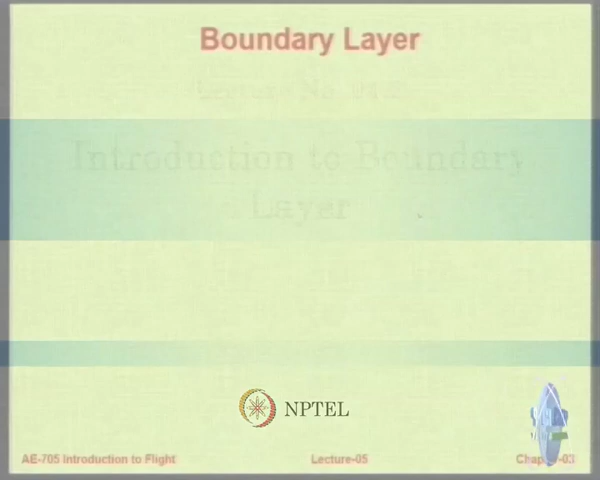 Boundary Layer
Introduction to Boundary
Layer
NPTEL
AE-705 Introduction to Flight
Lecture-05